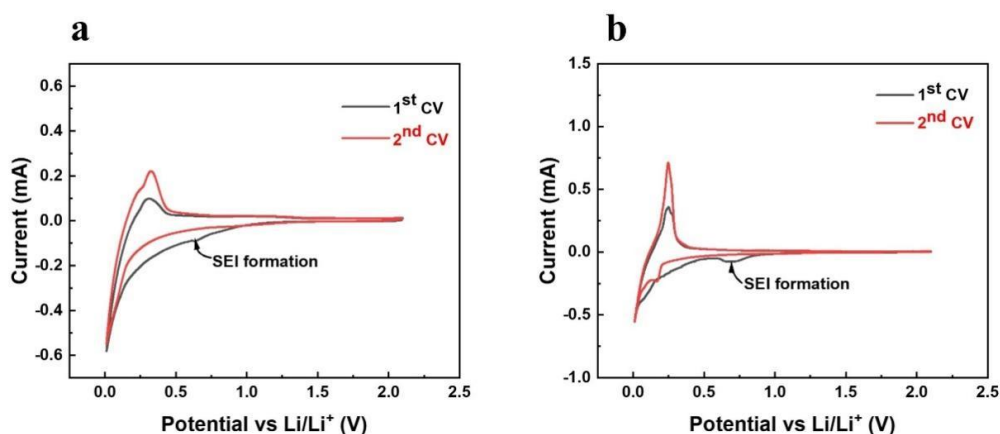 a
0.6
0.4
0.2
0.0
-0.2
-0.4
-0.6
Current (mA)
1st CV
2nd CV
SEI formation
0.0 0.5 1.0 1.5 2.0 2.5
Potential vs Li/Li+ (V)
b
1.5
1.0
0.5
0.0
-0.5
-1.0
Current (mA)
1st CV
2nd CV
SEI formation
0.0 0.5 1.0 1.5 2.0 2.5
Potential vs Li/Li+ (V)